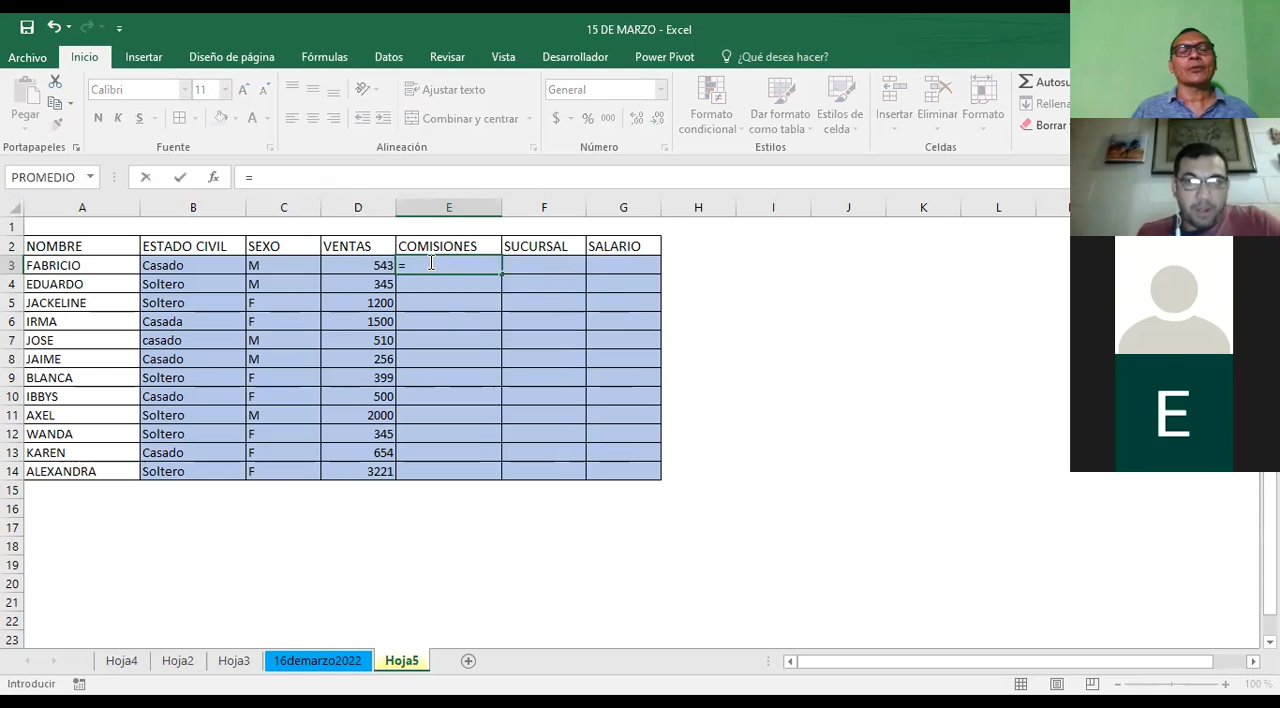 15 DE MARZO - Excel
Archivo Inicio Insertar Diseño de página Fórmulas Datos Revisar Vista Desarrollador Power Pivot ¿Qué desea hacer?
Pegar
Calibri 11
N K S
Ajustar texto
Combinar y centrar
General
$ % 000
Formato condicional
Dar formato como tabla
Estilos de celda
Insertar Eliminar Formato
Σ
Borrar
Portapapeles Fuente Alineación Número Estilos Celdas
PROMEDIO fx =
A B C D E F G H I J K L
1
2 NOMBRE ESTADO CIVIL SEXO VENTAS COMISIONES SUCURSAL SALARIO
3 FABRICIO Casado M 543 =
4 EDUARDO Soltero M 345
5 JACKELINE Soltero F 1200
6 IRMA Casada F 1500
7 JOSE casado M 510
8 JAIME Casado M 256
9 BLANCA Soltero F 399
10 IBBYS Casado F 500
11 AXEL Soltero M 2000
12 WANDA Soltero F 345
13 KAREN Casado F 654
14 ALEXANDRA Soltero F 3221
15
16
17
18
19
20
21
22
23
Hoja4 Hoja2 Hoja3 16demarzo2022 Hoja5
Introducir
100 %
E